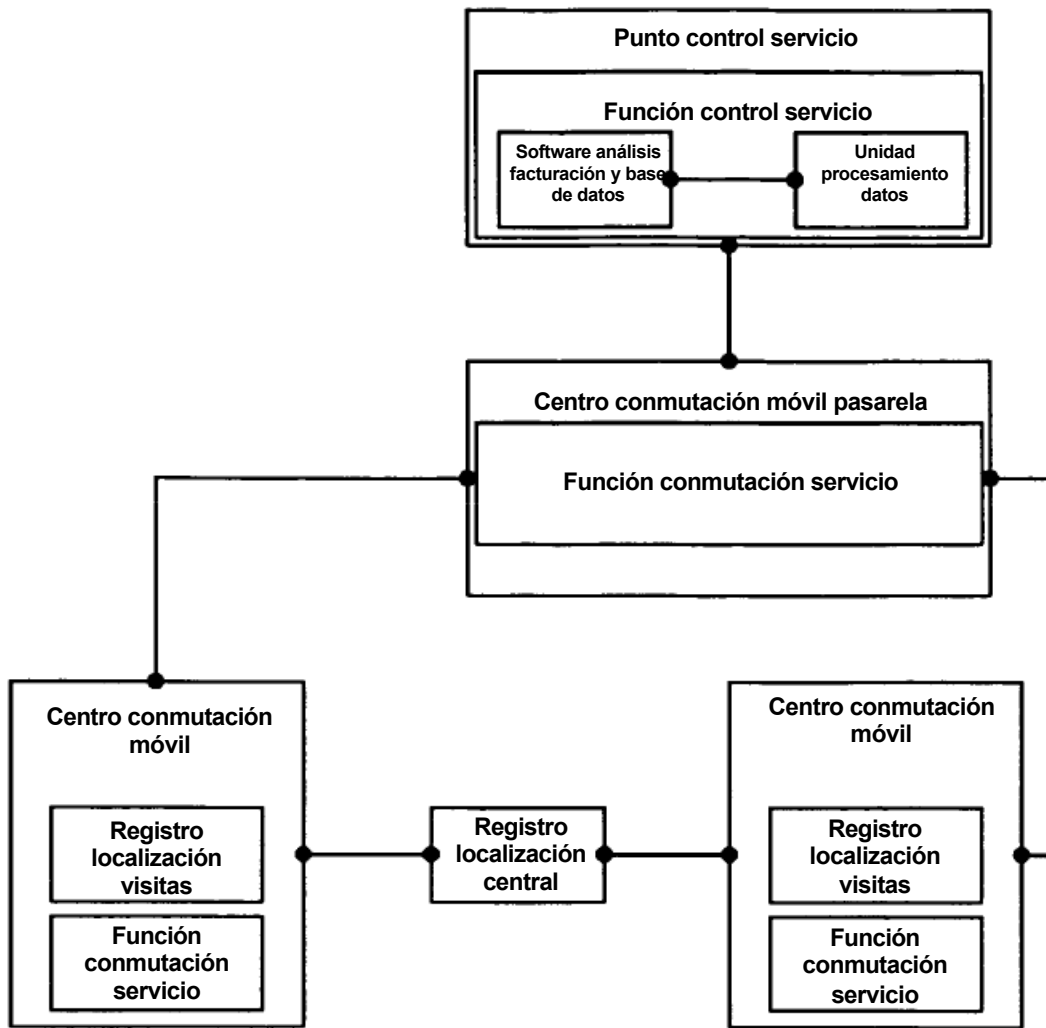 Punto control servicio
Función control servicio
Software análisis
facturación y base
de datos
Unidad
procesamiento
datos
Centro conmutación móvil pasarela
Función conmutación servicio
Centro conmutación
móvil
Registro
localización
visitas
Función
conmutación
servicio
Registro
localización
central
Centro conmutación
móvil
Registro
localización
visitas
Función
conmutación
servicio